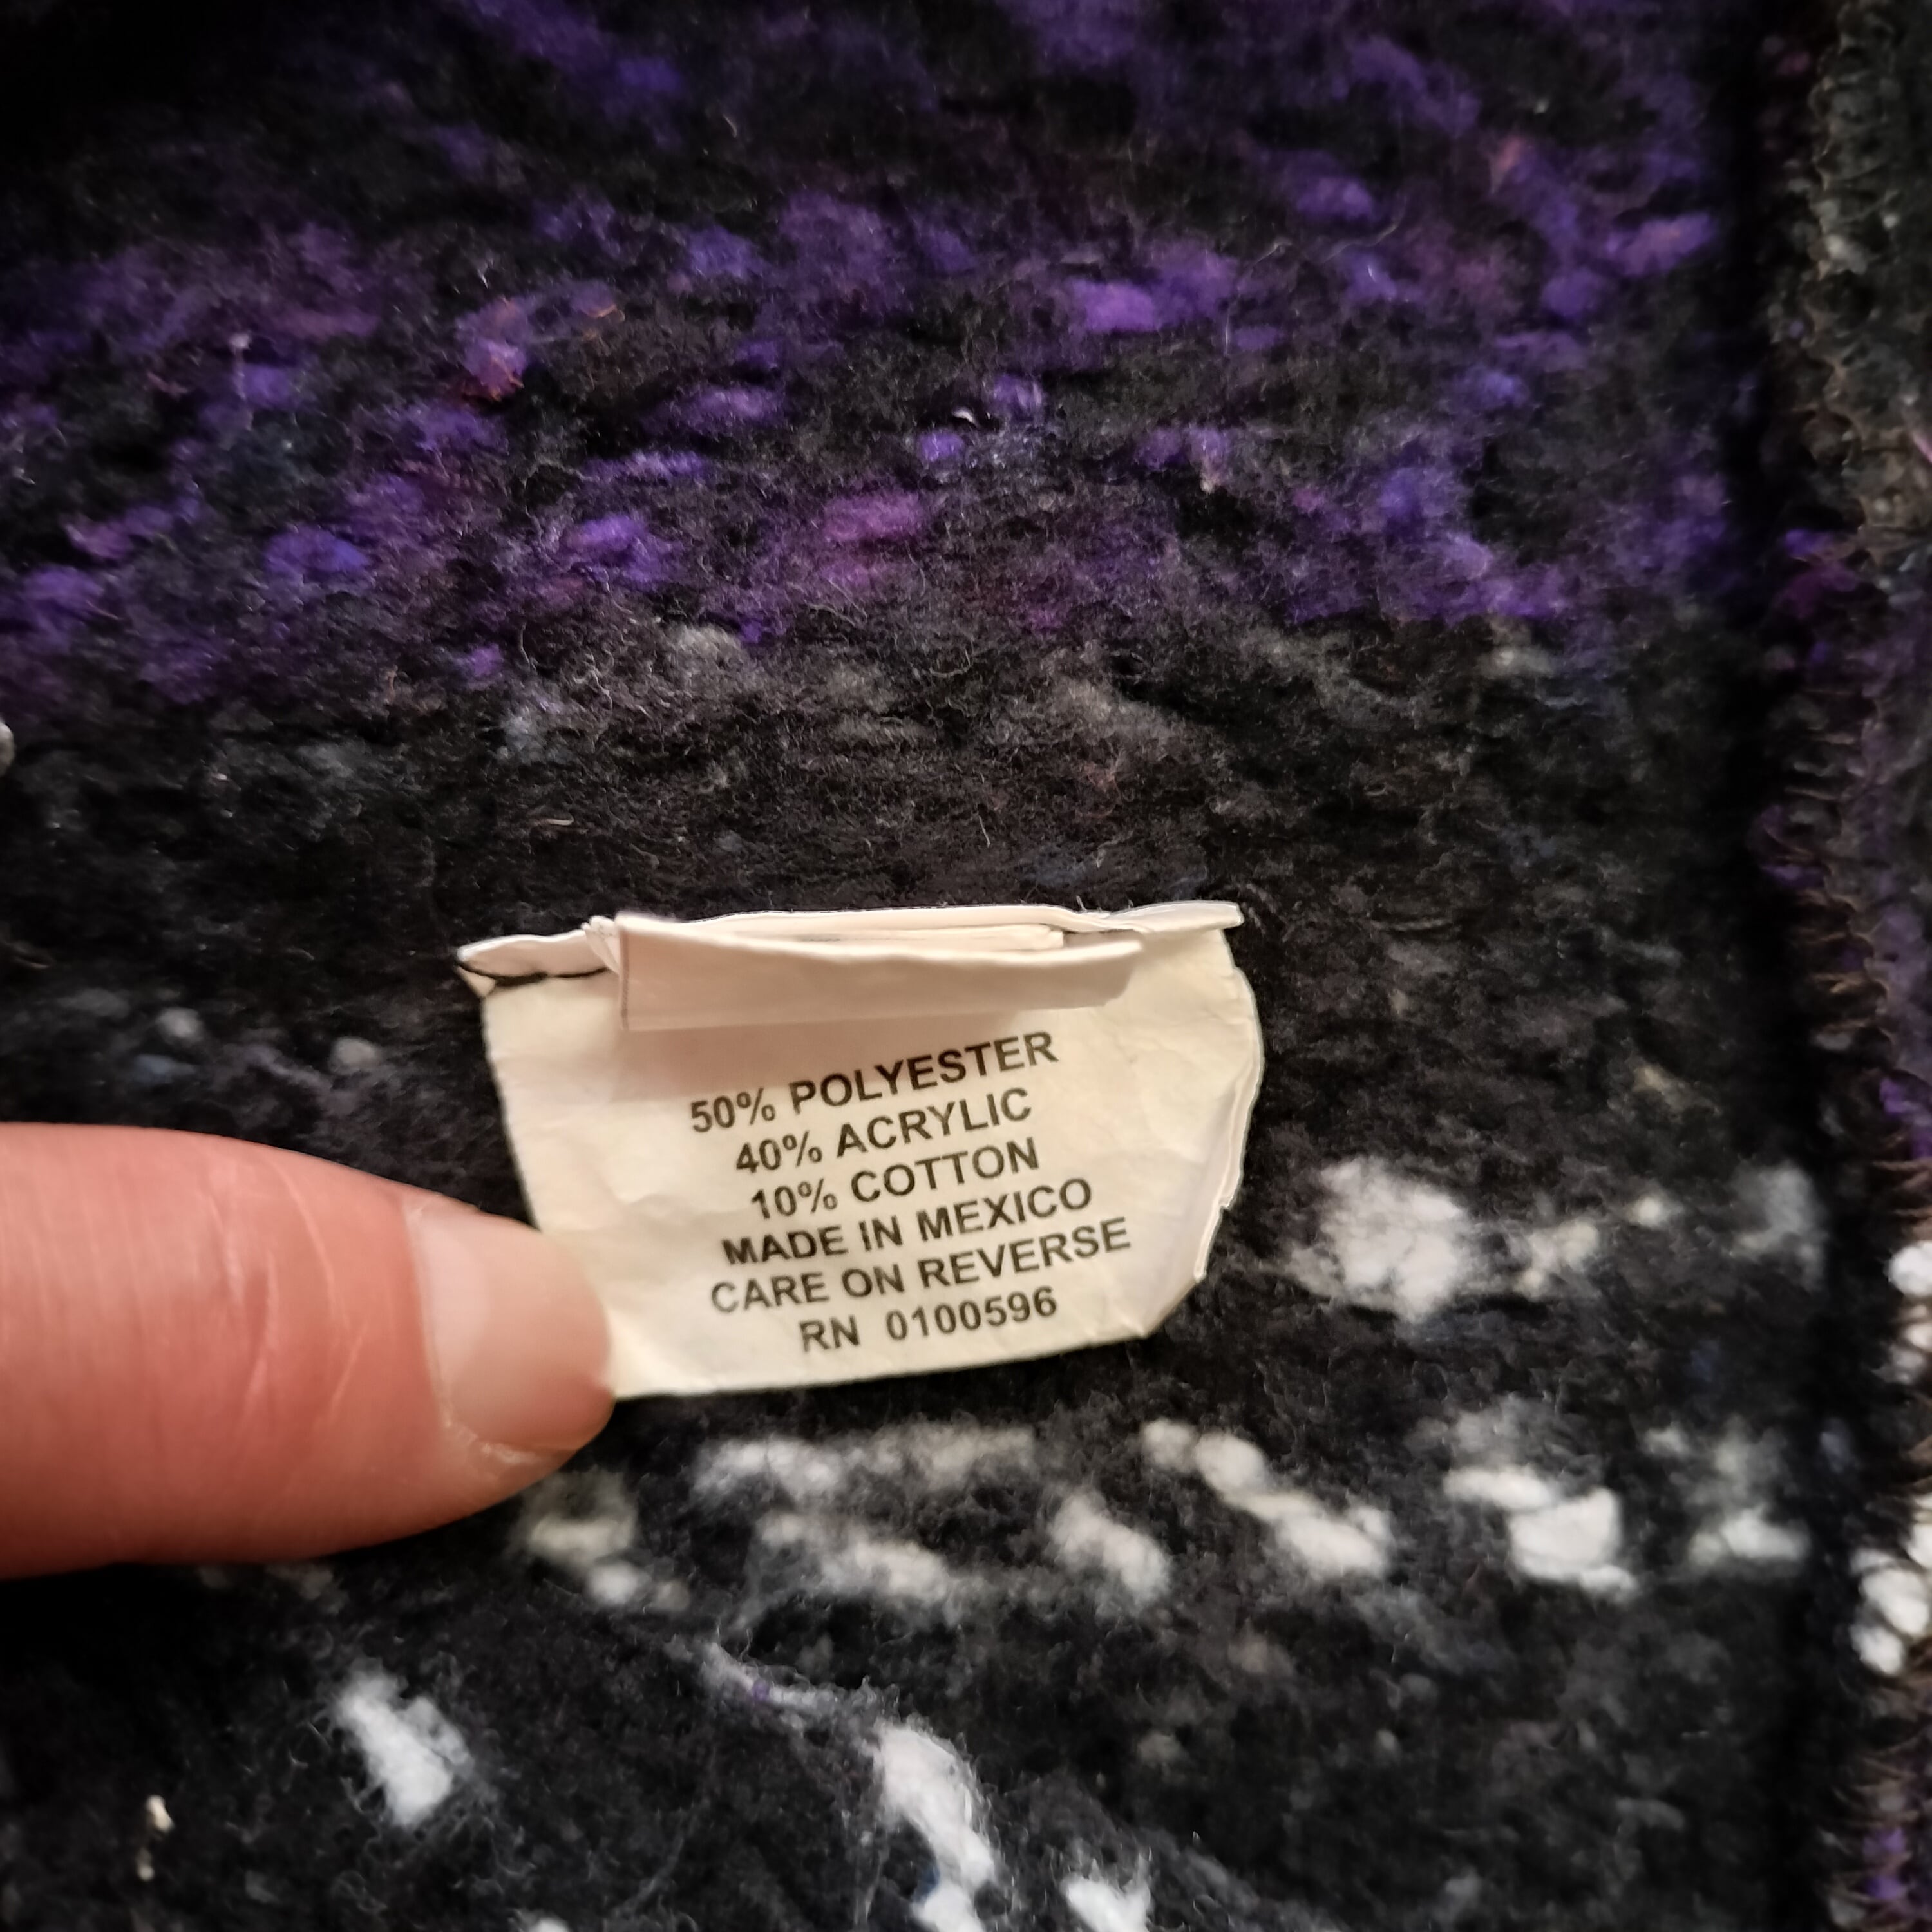 50% POLYESTER
40% ACRYLIC
10% COTTON
MADE IN MEXICO
CARE ON REVERSE
RN 0100596